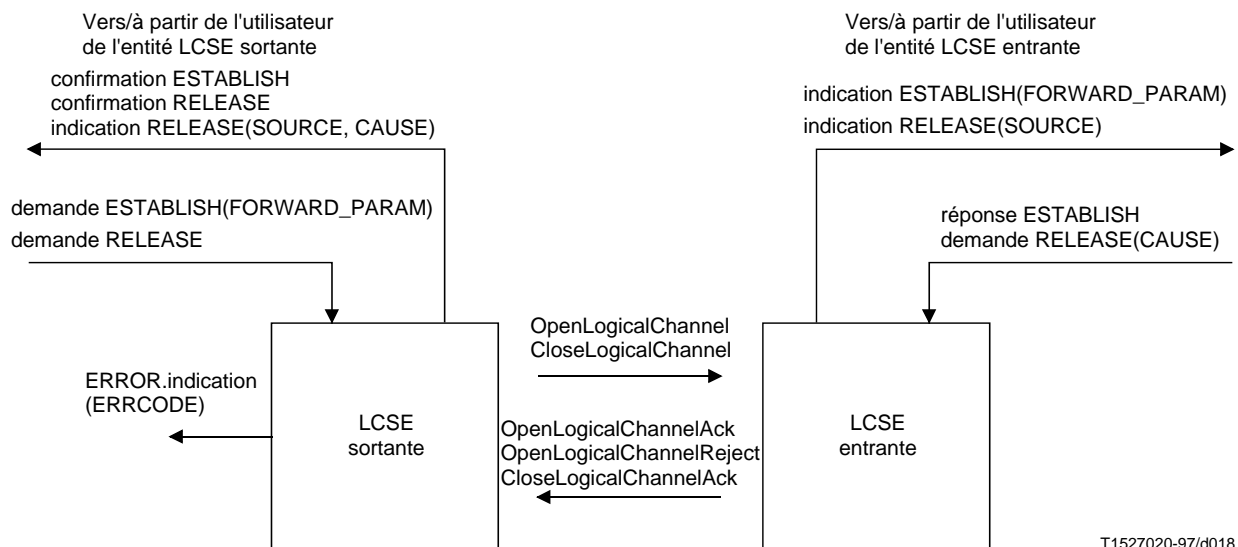 Vers/à partir de l'utilisateur
de l'entité LCSE sortante
confirmation ESTABLISH
confirmation RELEASE
indication RELEASE(SOURCE, CAUSE)
demande ESTABLISH(FORWARD_PARAM)
demande RELEASE
Vers/à partir de l'utilisateur
de l'entité LCSE entrante
indication ESTABLISH(FORWARD_PARAM)
indication RELEASE(SOURCE)
réponse ESTABLISH
demande RELEASE(CAUSE)
ERROR.indication
(ERRCODE)
LCSE
sortante
OpenLogicalChannel
CloseLogicalChannel
OpenLogicalChannelAck
OpenLogicalChannelReject
CloseLogicalChannelAck
LCSE
entrante
T1527020-97/d018